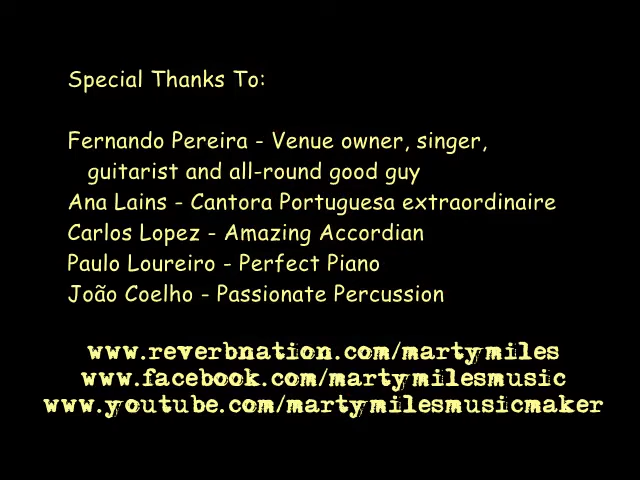 Special Thanks To:
Fernando Pereira - Venue owner, singer,
guitarist and all-round good guy
Ana Lains - Cantora Portuguesa extraordinaire
Carlos Lopez - Amazing Accordian
Paulo Loureiro - Perfect Piano
João Coelho - Passionate Percussion
www.reverbnation.com/martymiles
www.facebook.com/martymilesmusic
www.youtube.com/martymilesmusicmaker